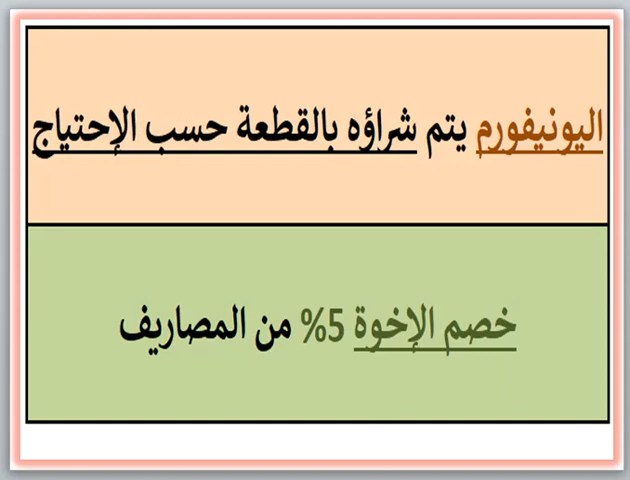 اليونيفورم يتم شراؤه بالقطعة حسب الإحتياج
خصم الإخوة 5% من المصاريف